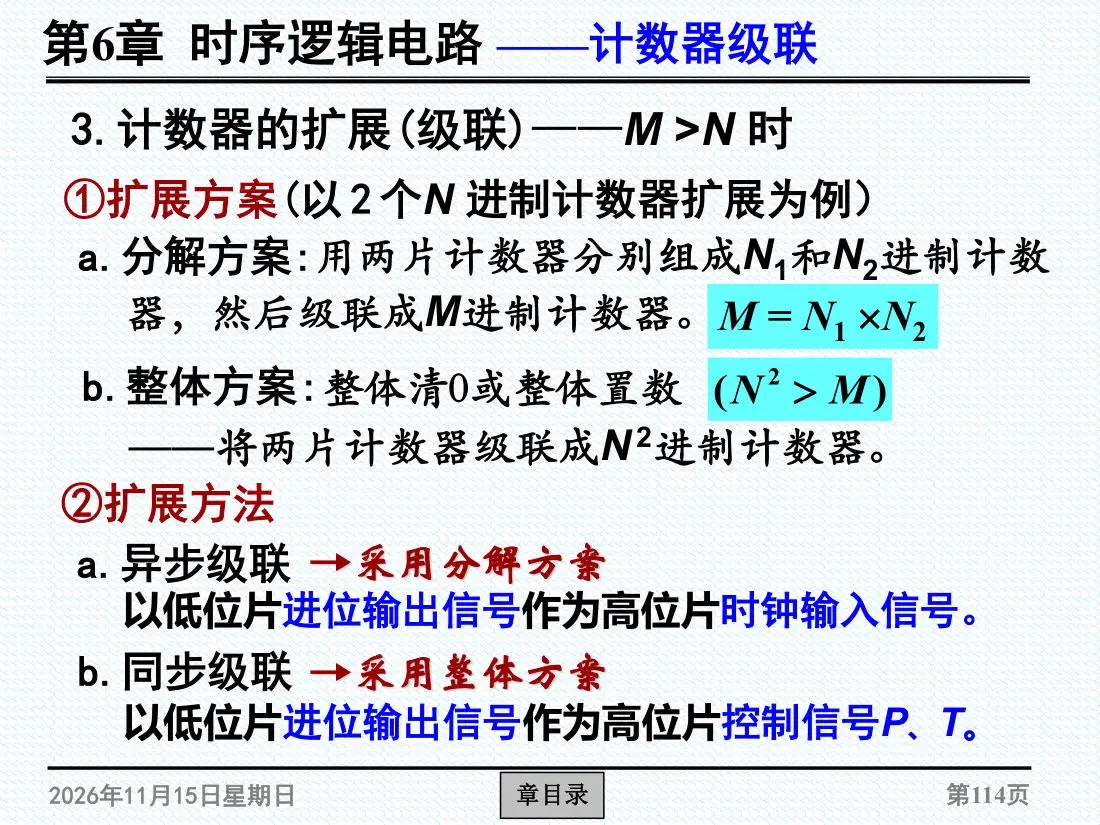 第6章 时序逻辑电路 ——计数器级联
3. 计数器的扩展(级联)——M >N 时
①扩展方案(以 2 个N 进制计数器扩展为例）
a. 分解方案:用两片计数器分别组成N₁和N₂进制计数
器，然后级联成M进制计数器。 M = N₁ ×N₂
b. 整体方案:整体清0或整体置数 (N² > M)
——将两片计数器级联成N²进制计数器。
②扩展方法
a. 异步级联 →采用分解方案
以低位片进位输出信号作为高位片时钟输入信号。
b. 同步级联 →采用整体方案
以低位片进位输出信号作为高位片控制信号P、T。
2026年11月15日星期日 章目录 第114页